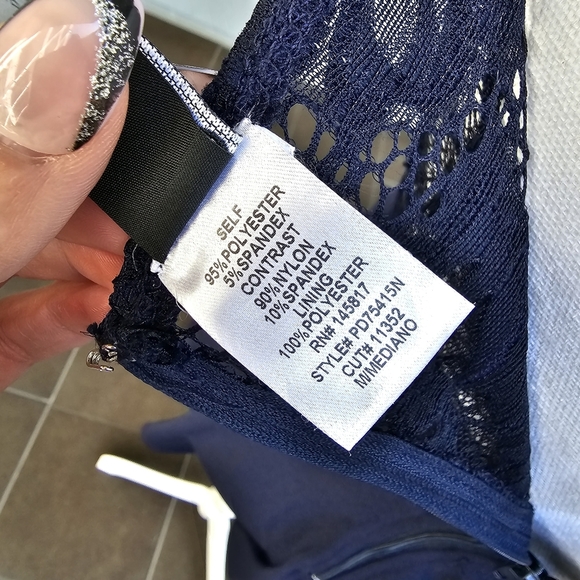 SELF
95%POLYESTER
5%SPANDEX
CONTRAST
90%NYLON
10%SPANDEX
LINING
100%POLYESTER
RN# 145817
STYLE# PD75415N
CUT# 11352
M/MEDIANO